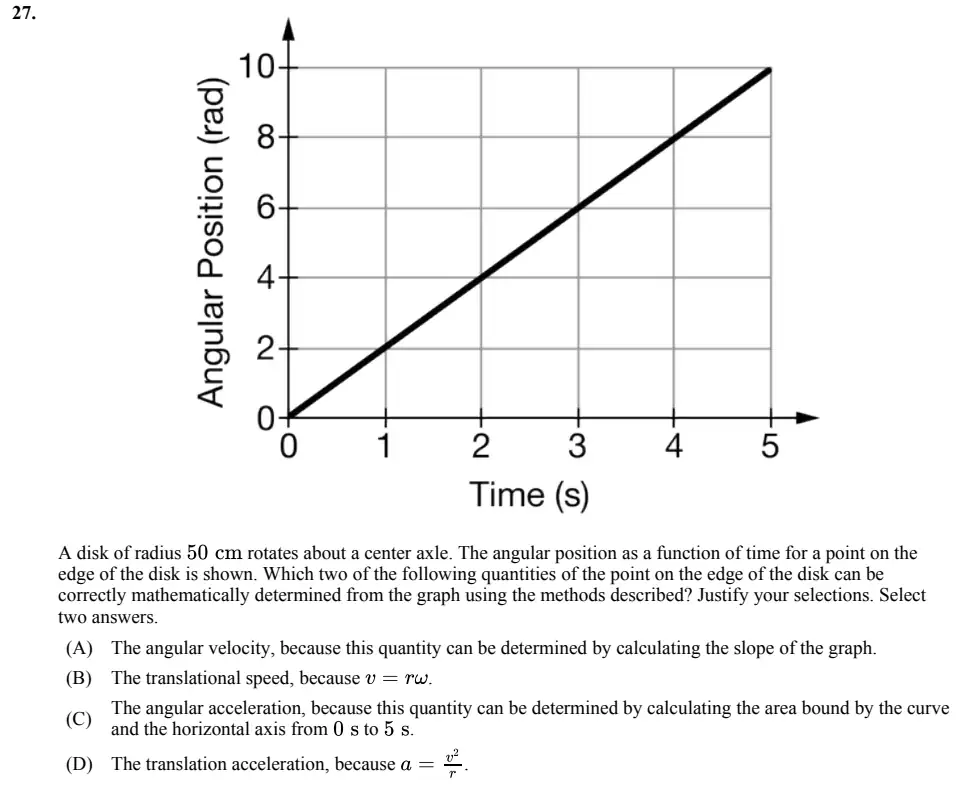 27.
10
8
6
4
2
0
Angular Position (rad)
0 1 2 3 4 5
Time (s)
A disk of radius 50 cm rotates about a center axle. The angular position as a function of time for a point on the
edge of the disk is shown. Which two of the following quantities of the point on the edge of the disk can be
correctly mathematically determined from the graph using the methods described? Justify your selections. Select
two answers.
(A) The angular velocity, because this quantity can be determined by calculating the slope of the graph.
(B) The translational speed, because v = rω.
(C) The angular acceleration, because this quantity can be determined by calculating the area bound by the curve
and the horizontal axis from 0 s to 5 s.
(D) The translation acceleration, because a = v²/r.